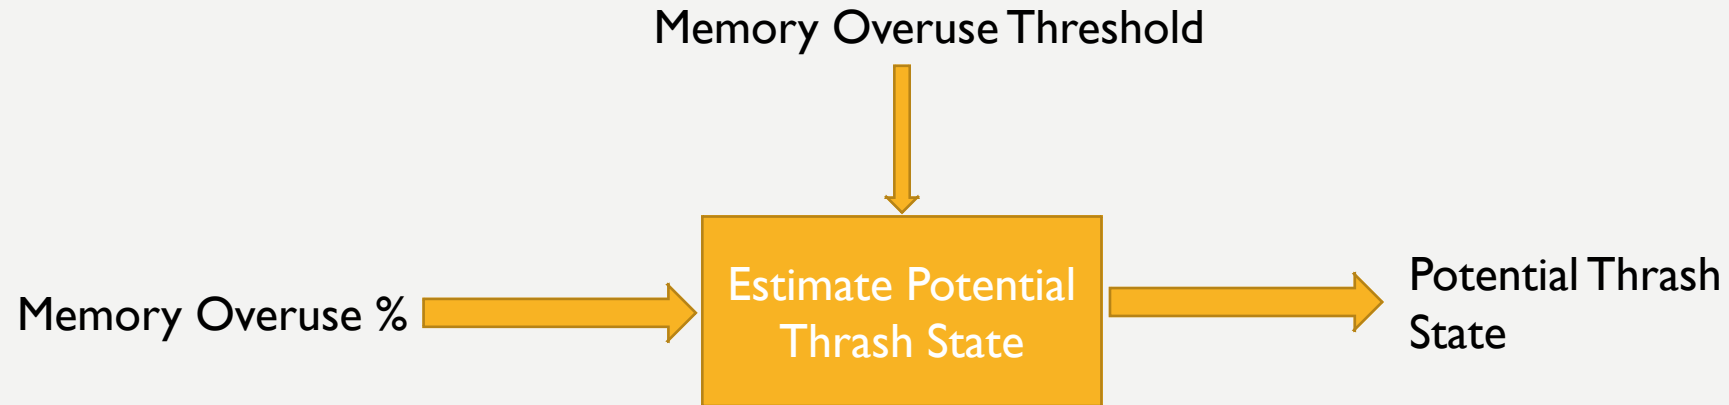 Memory Overuse Threshold
Memory Overuse %
Estimate Potential
Thrash State
Potential Thrash
State